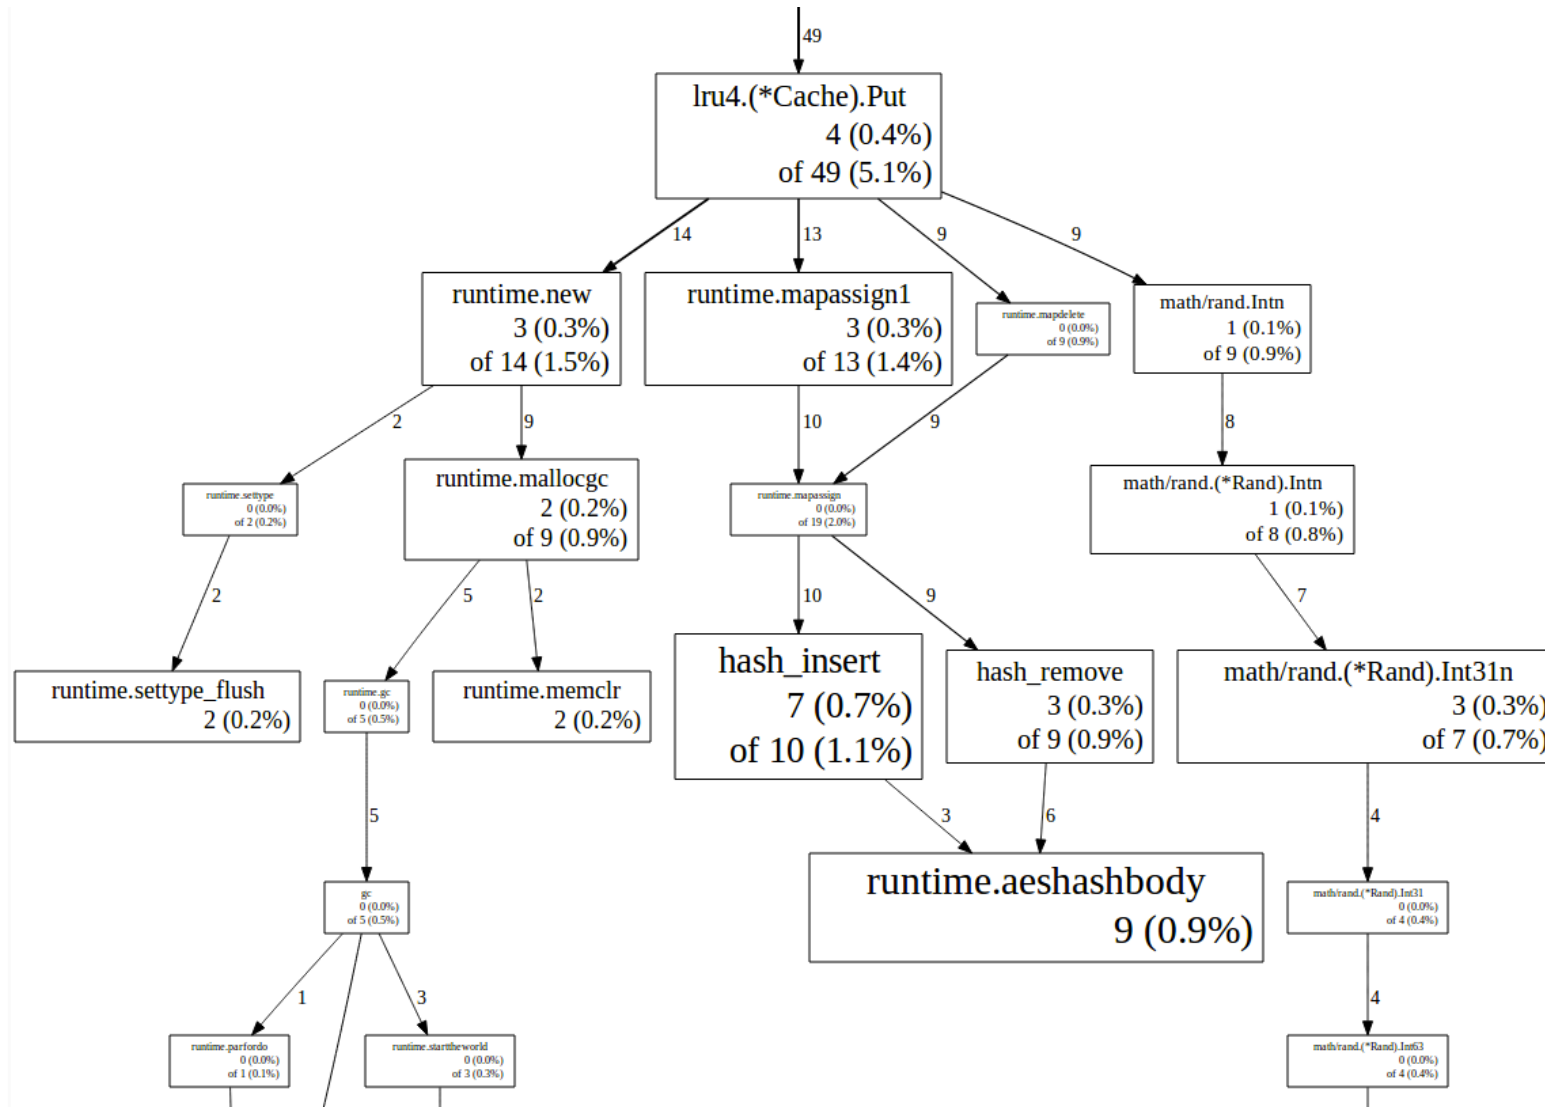 49
lru4.(*Cache).Put
4 (0.4%)
of 49 (5.1%)
14
13
9
9
runtime.new
3 (0.3%)
of 14 (1.5%)
runtime.mapassign1
3 (0.3%)
of 13 (1.4%)
runtime.mapdelete
0 (0.0%)
of 9 (0.9%)
math/rand.Intn
1 (0.1%)
of 9 (0.9%)
2
9
10
9
8
runtime.settype
0 (0.0%)
of 2 (0.2%)
runtime.mallocgc
2 (0.2%)
of 9 (0.9%)
runtime.mapassign
0 (0.0%)
of 19 (2.0%)
math/rand.(*Rand).Intn
1 (0.1%)
of 8 (0.8%)
2
5
2
10
9
7
runtime.settype_flush
2 (0.2%)
runtime.gc
0 (0.0%)
of 5 (0.5%)
runtime.memclr
2 (0.2%)
hash_insert
7 (0.7%)
of 10 (1.1%)
hash_remove
3 (0.3%)
of 9 (0.9%)
math/rand.(*Rand).Int31n
3 (0.3%)
of 7 (0.7%)
5
3
6
4
gc
0 (0.0%)
of 5 (0.5%)
runtime.aeshashbody
9 (0.9%)
math/rand.(*Rand).Int31
0 (0.0%)
of 4 (0.4%)
1
3
4
runtime.parfordo
0 (0.0%)
of 1 (0.1%)
runtime.starttheworld
0 (0.0%)
of 3 (0.3%)
math/rand.(*Rand).Int63
0 (0.0%)
of 4 (0.4%)